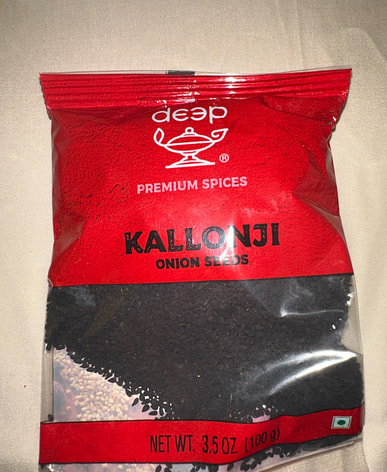 deep
®
PREMIUM SPICES
KALLONJI
ONION SEEDS
NET WT. 3.5 OZ (100 g)